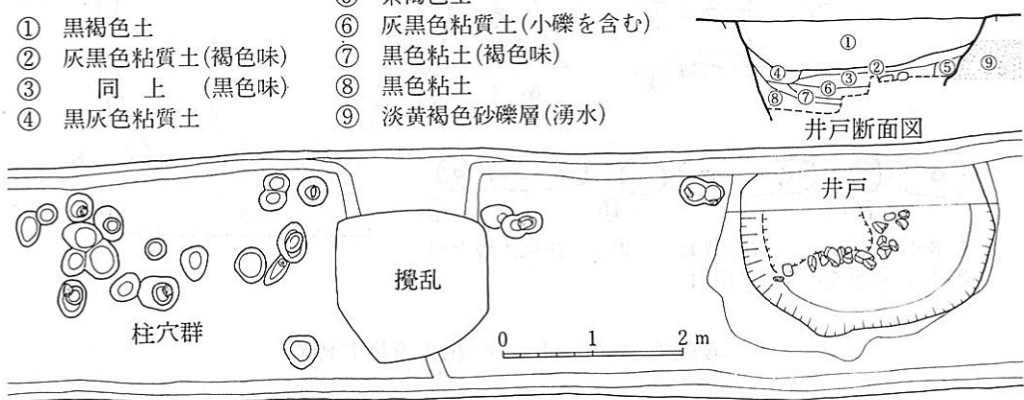 ① 黒褐色土
② 灰黒色粘質土(褐色味)
③ 同 上 (黒色味)
④ 黒灰色粘質土
⑥ 灰黒色粘質土(小礫を含む)
⑦ 黒色粘土(褐色味)
⑧ 黒色粘土
⑨ 淡黄褐色砂礫層(湧水)
①
②
③
④
⑤
⑥
⑦
⑧
⑨
井戸断面図
井戸
攪乱
柱穴群
0 1 2 m